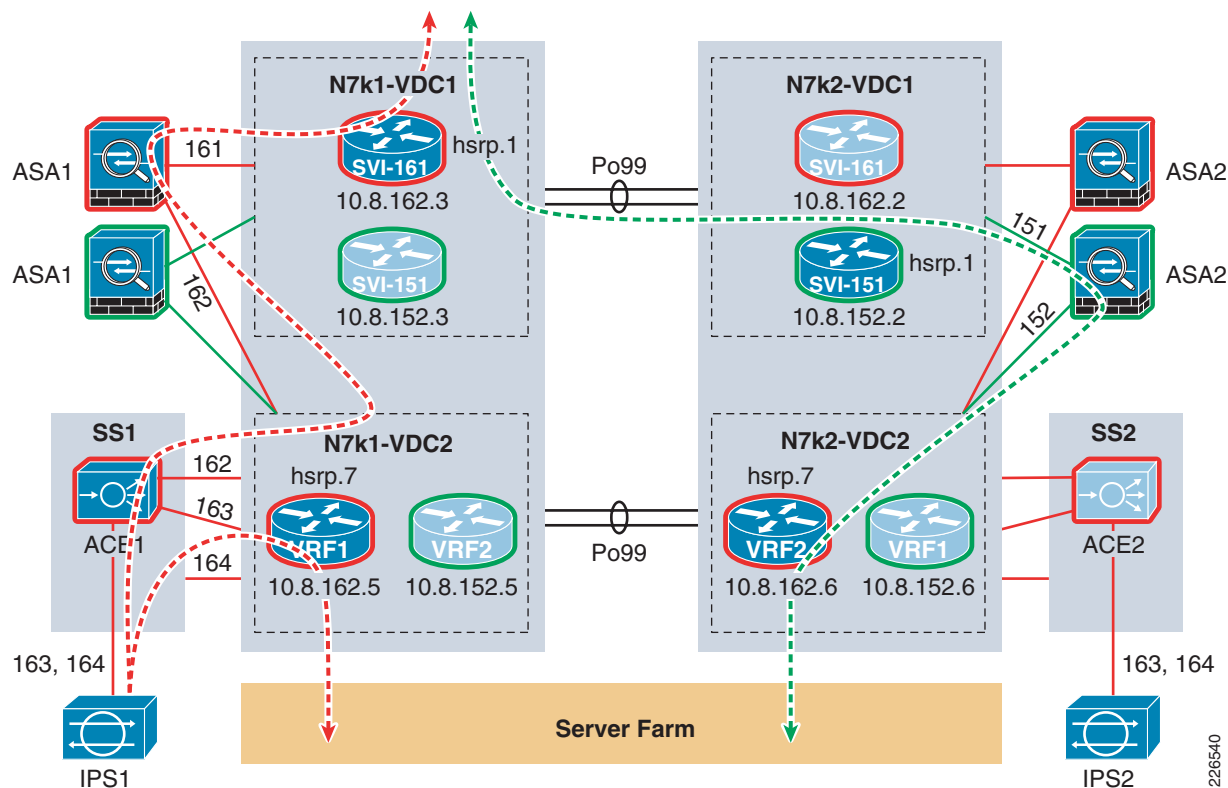 N7k1-VDC1
N7k2-VDC1
ASA1
161
SVI-161
hsrp.1
10.8.162.3
Po99
SVI-161
10.8.162.2
ASA2
ASA1
162
SVI-151
10.8.152.3
SVI-151
hsrp.1
10.8.152.2
151
152
ASA2
SS1
N7k1-VDC2
N7k2-VDC2
SS2
162
163
164
ACE1
hsrp.7
VRF1
10.8.162.5
VRF2
10.8.152.5
Po99
hsrp.7
VRF2
10.8.162.6
VRF1
10.8.152.6
ACE2
163, 164
163, 164
Server Farm
IPS1
IPS2
226540